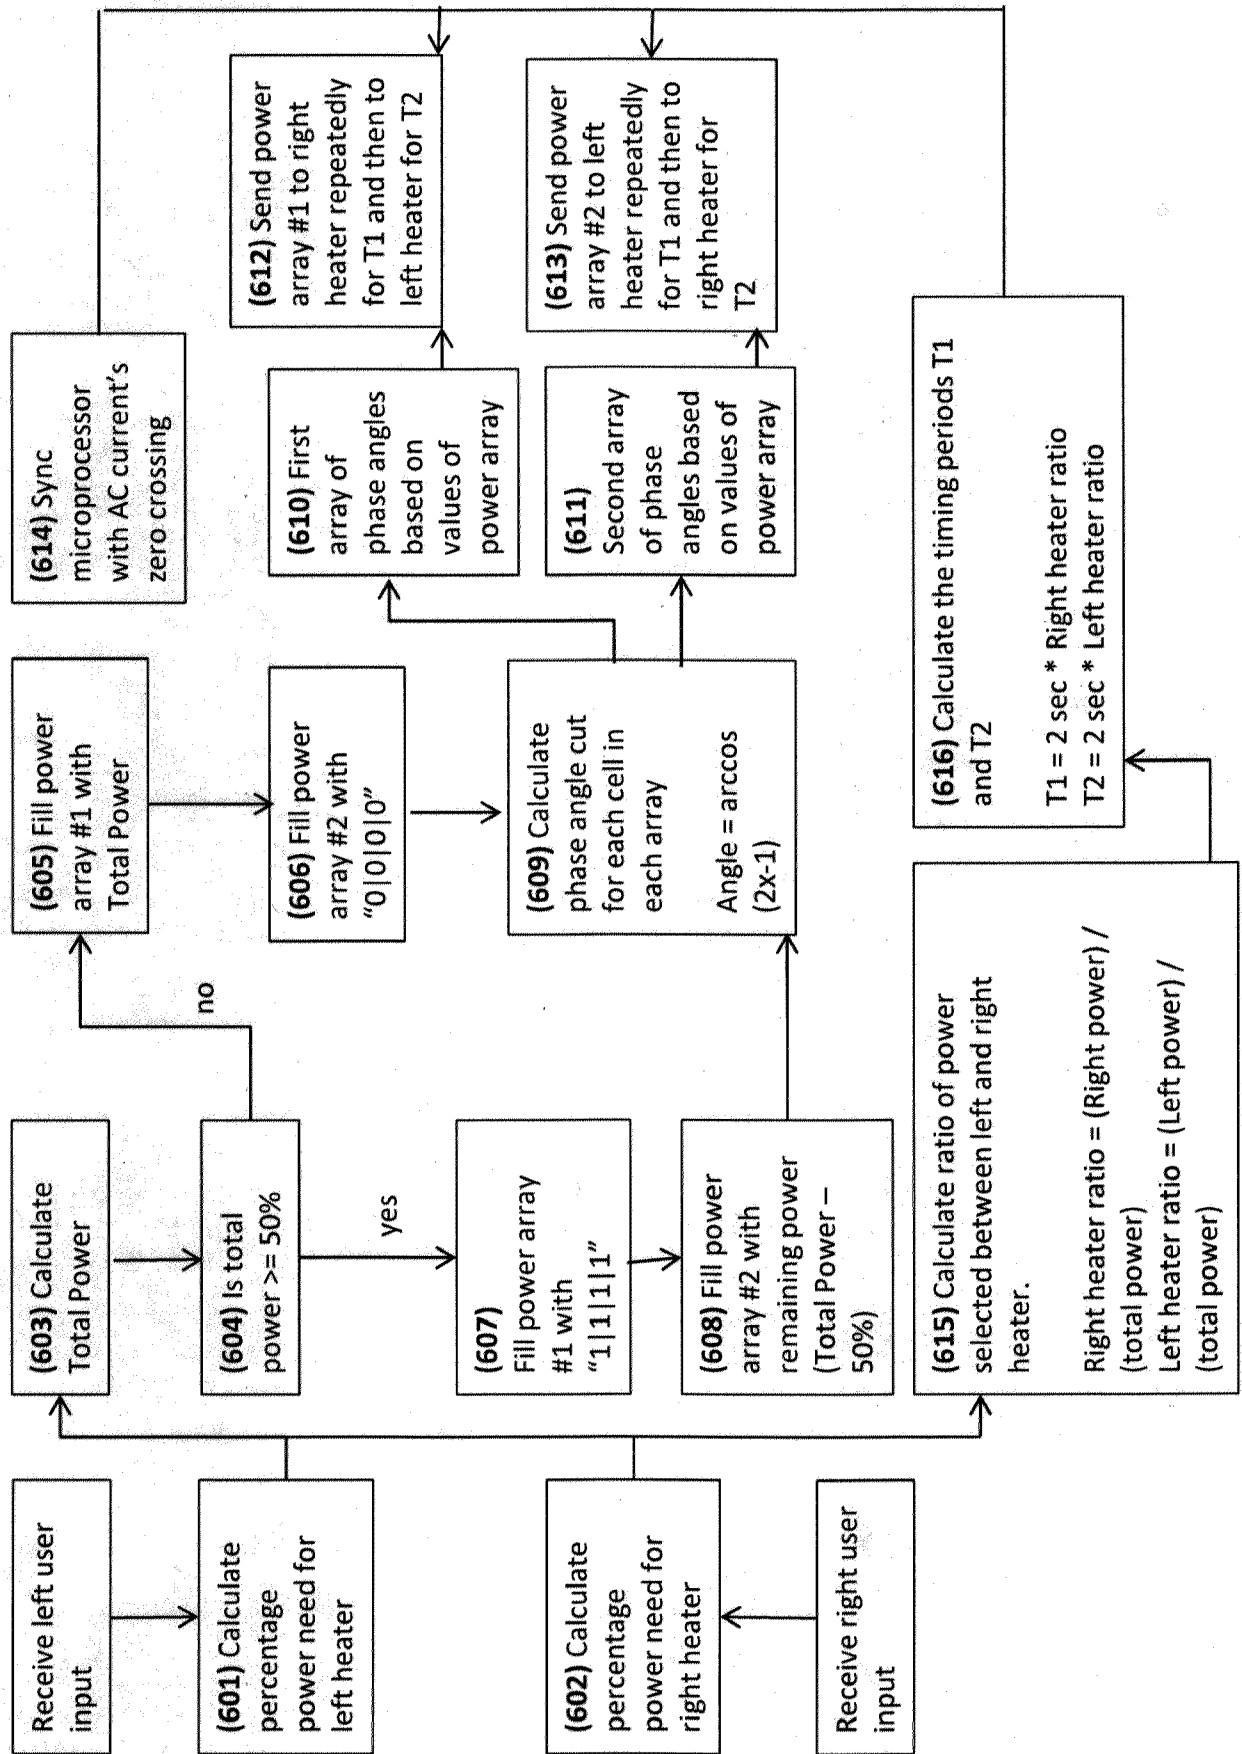 Receive left user
input
(601) Calculate
percentage
power need for
left heater
(602) Calculate
percentage
power need for
right heater
Receive right user
input
(603) Calculate
Total Power
(604) Is total
power >= 50%
no
yes
(605) Fill power
array #1 with
Total Power
(606) Fill power
array #2 with
“0|0|0|0”
(607)
Fill power array
#1 with
“1|1|1|1”
(608) Fill power
array #2 with
remaining power
(Total Power –
50%)
(609) Calculate
phase angle cut
for each cell in
each array
Angle = arccos
(2x-1)
(610) First
array of
phase angles
based on
values of
power array
(611)
Second array
of phase
angles based
on values of
power array
(612) Send power
array #1 to right
heater repeatedly
for T1 and then to
left heater for T2
(613) Send power
array #2 to left
heater repeatedly
for T1 and then to
right heater for
T2
(614) Sync
microprocessor
with AC current's
zero crossing
(615) Calculate ratio of power
selected between left and right
heater.
Right heater ratio = (Right power) /
(total power)
Left heater ratio = (Left power) /
(total power)
(616) Calculate the timing periods T1
and T2
T1 = 2 sec * Right heater ratio
T2 = 2 sec * Left heater ratio